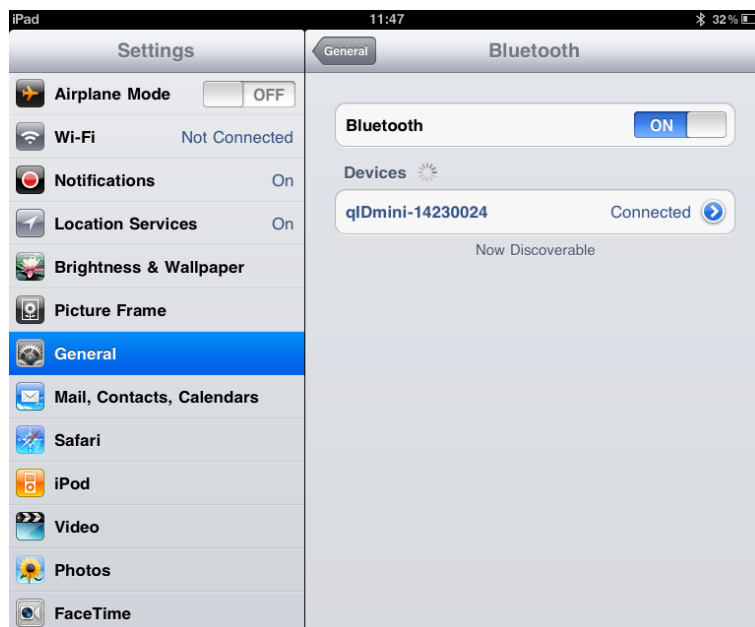 iPad 11:47 32%
Settings
General Bluetooth
Airplane Mode OFF
Wi-Fi Not Connected
Notifications On
Location Services On
Brightness & Wallpaper
Picture Frame
General
Mail, Contacts, Calendars
Safari
iPod
Video
Photos
FaceTime
Bluetooth ON
Devices
qIDmini-14230024 Connected
Now Discoverable